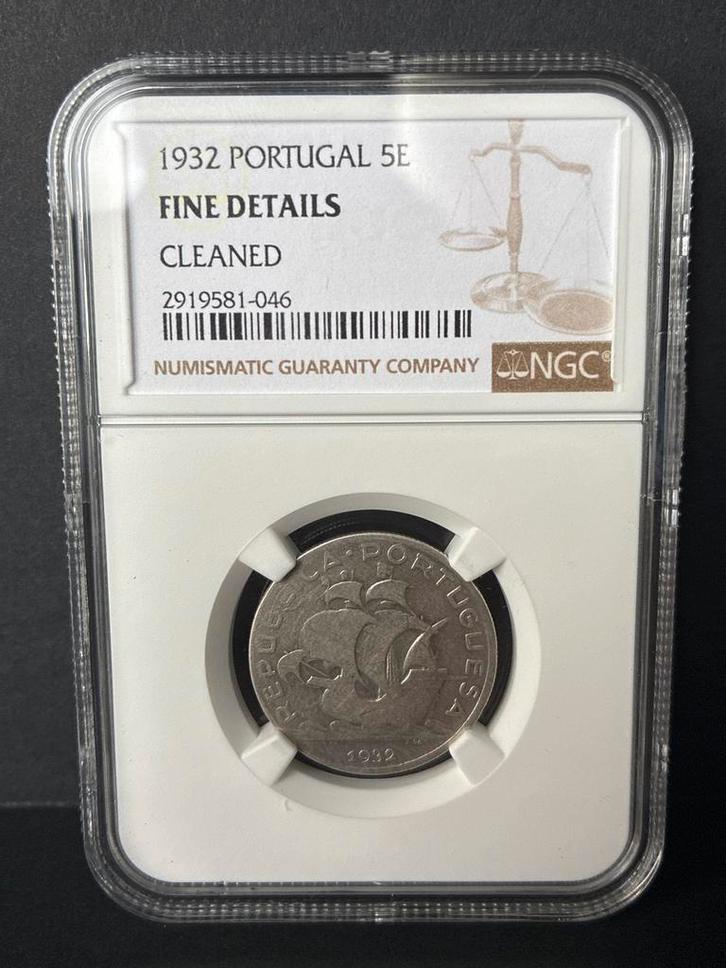 1932 PORTUGAL 5E
FINE DETAILS
CLEANED
2919581-046
NUMISMATIC GUARANTY COMPANY
NGC®
REPUBLICA • PORTUGUESA
1932